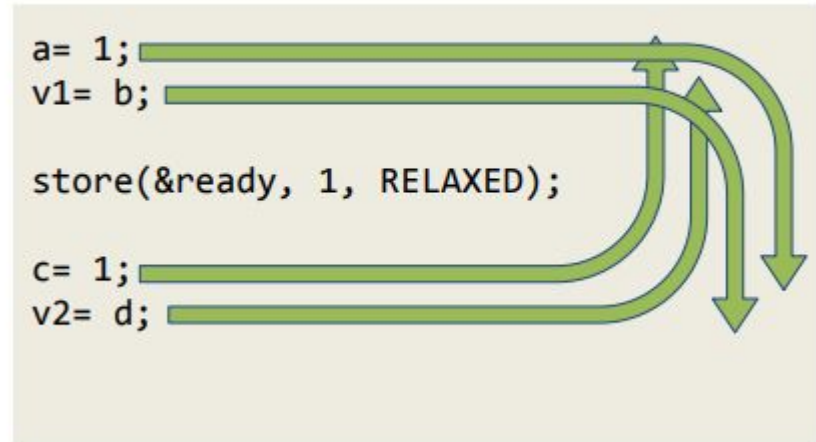 a= 1;
v1= b;
store(&ready, 1, RELAXED);
c= 1;
v2= d;